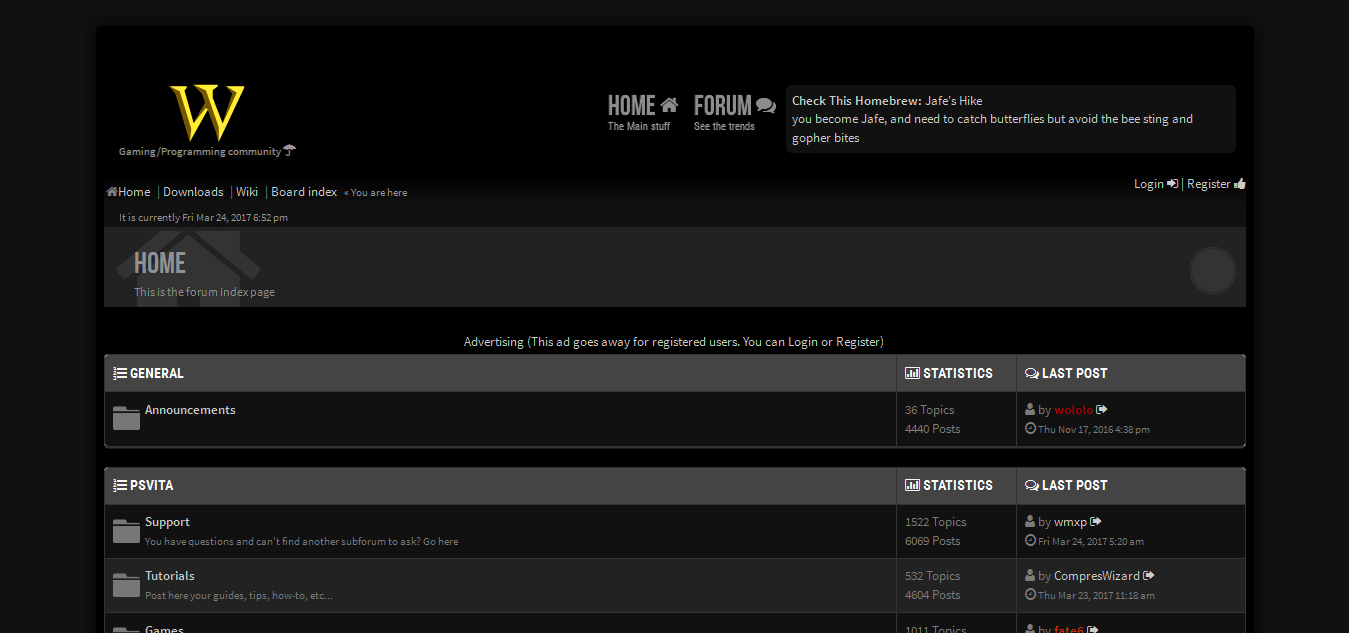 W
Gaming/Programming community
HOME
The Main stuff
FORUM
See the trends
Check This Homebrew: Jafe's Hike
you become Jafe, and need to catch butterflies but avoid the bee sting and
gopher bites
Home | Downloads | Wiki | Board index « You are here
Login | Register
It is currently Fri Mar 24, 2017 6:52 pm
HOME
This is the forum index page
Advertising (This ad goes away for registered users. You can Login or Register)
GENERAL STATISTICS LAST POST
Announcements
36 Topics
4440 Posts
by wololo
Thu Nov 17, 2016 4:38 pm
PSVITA STATISTICS LAST POST
Support
You have questions and can't find another subforum to ask? Go here
1522 Topics
6069 Posts
by wmxp
Fri Mar 24, 2017 5:20 am
Tutorials
Post here your guides, tips, how-to, etc...
532 Topics
4604 Posts
by CompresWizard
Thu Mar 23, 2017 11:18 am
Games
1011 Topics
by fate6